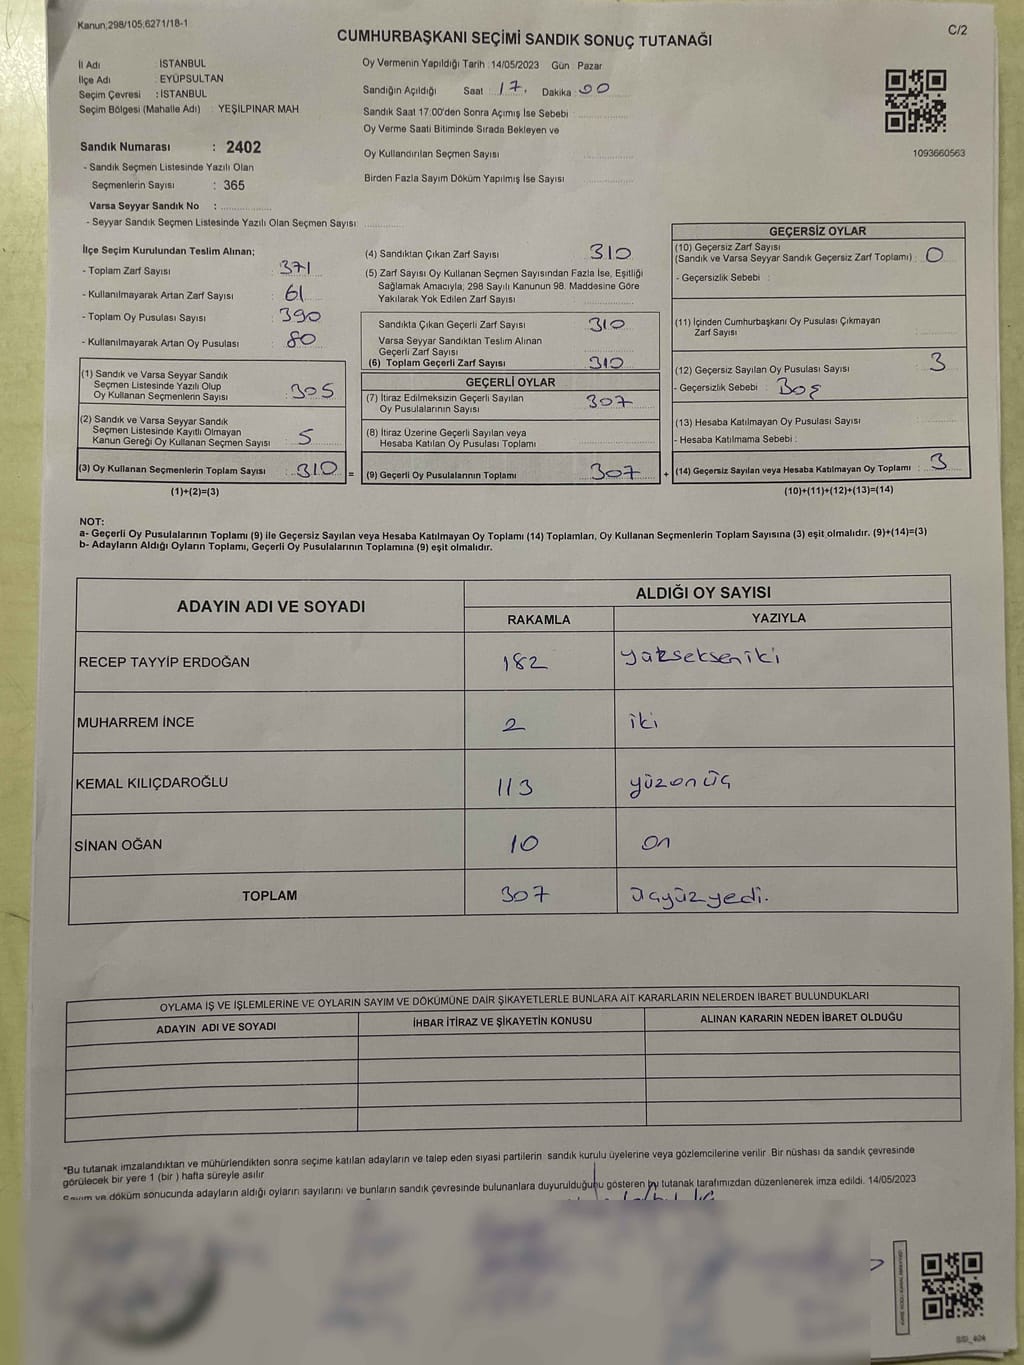 Kanun;298/105;6271/18-1
C/2
CUMHURBAŞKANI SEÇİMİ SANDIK SONUÇ TUTANAĞI
İl Adı : İSTANBUL
İlçe Adı : EYÜPSULTAN
Seçim Çevresi : İSTANBUL
Seçim Bölgesi (Mahalle Adı) : YEŞİLPINAR MAH
Oy Vermenin Yapıldığı Tarih : 14/05/2023 Gün Pazar
Sandığın Açıldığı Saat 17. Dakika 00
Sandık Saat 17:00'den Sonra Açımış İse Sebebi
Oy Verme Saati Bitiminde Sırada Bekleyen ve
Oy Kullandırılan Seçmen Sayısı
Birden Fazla Sayım Döküm Yapılmış İse Sayısı
1093660563
Sandık Numarası : 2402
- Sandık Seçmen Listesinde Yazılı Olan
Seçmenlerin Sayısı : 365
Varsa Seyyar Sandık No :
- Seyyar Sandık Seçmen Listesinde Yazılı Olan Seçmen Sayısı
İlçe Seçim Kurulundan Teslim Alınan;
- Toplam Zarf Sayısı : 371
- Kullanılmayarak Artan Zarf Sayısı : 61
- Toplam Oy Pusulası Sayısı : 390
- Kullanılmayarak Artan Oy Pusulası : 80
(1) Sandık ve Varsa Seyyar Sandık
Seçmen Listesinde Yazılı Olup
Oy Kullanan Seçmenlerin Sayısı : 305
(2) Sandık ve Varsa Seyyar Sandık
Seçmen Listesinde Kayıtlı Olmayan
Kanun Gereği Oy Kullanan Seçmen Sayısı : 5
(3) Oy Kullanan Seçmenlerin Toplam Sayısı : 310 =
(1)+(2)=(3)
(4) Sandıktan Çıkan Zarf Sayısı 310
(5) Zarf Sayısı Oy Kullanan Seçmen Sayısından Fazla İse, Eşitliği
Sağlamak Amacıyla; 298 Sayılı Kanunun 98. Maddesine Göre
Yakılarak Yok Edilen Zarf Sayısı
Sandıkta Çıkan Geçerli Zarf Sayısı 310
Varsa Seyyar Sandıktan Teslim Alınan
Geçerli Zarf Sayısı
(6) Toplam Geçerli Zarf Sayısı 310
GEÇERLİ OYLAR
(7) İtiraz Edilmeksizin Geçerli Sayılan
Oy Pusulalarının Sayısı 307
(8) İtiraz Üzerine Geçerli Sayılan veya
Hesaba Katılan Oy Pusulası Toplamı
(9) Geçerli Oy Pusulalarının Toplamı 307 +
GEÇERSİZ OYLAR
(10) Geçersiz Zarf Sayısı
(Sandık ve Varsa Seyyar Sandık Geçersiz Zarf Toplamı) : 0
- Geçersizlik Sebebi :
(11) İçinden Cumhurbaşkanı Oy Pusulası Çıkmayan
Zarf Sayısı
(12) Geçersiz Sayılan Oy Pusulası Sayısı 3
- Geçersizlik Sebebi : Boş
(13) Hesaba Katılmayan Oy Pusulası Sayısı
- Hesaba Katılmama Sebebi :
(14) Geçersiz Sayılan veya Hesaba Katılmayan Oy Toplamı : 3
(10)+(11)+(12)+(13)=(14)
NOT:
a- Geçerli Oy Pusulalarının Toplamı (9) ile Geçersiz Sayılan veya Hesaba Katılmayan Oy Toplamı (14) Toplamları, Oy Kullanan Seçmenlerin Toplam Sayısına (3) eşit olmalıdır. (9)+(14)=(3)
b- Adayların Aldığı Oyların Toplamı, Geçerli Oy Pusulalarının Toplamına (9) eşit olmalıdır.
ADAYIN ADI VE SOYADI
ALDIĞI OY SAYISI
RAKAMLA YAZIYLA
RECEP TAYYİP ERDOĞAN 182 yüzseksen iki
MUHARREM İNCE 2 iki
KEMAL KILIÇDAROĞLU 113 yüzonüç
SİNAN OĞAN 10 on
TOPLAM 307 üçyüzyedi.
OYLAMA İŞ VE İŞLEMLERİNE VE OYLARIN SAYIM VE DÖKÜMÜNE DAİR ŞİKAYETLERLE BUNLARA AİT KARARLARIN NELERDEN İBARET BULUNDUKLARI
ADAYIN ADI VE SOYADI İHBAR İTİRAZ VE ŞİKAYETİN KONUSU ALINAN KARARIN NEDEN İBARET OLDUĞU
*Bu tutanak imzalandıktan ve mühürlendikten sonra seçime katılan adayların ve talep eden siyasi partilerin sandık kurulu üyelerine veya gözlemcilerine verilir. Bir nüshası da sandık çevresinde
görülecek bir yere 1 (bir ) hafta süreyle asılır
Sayım ve döküm sonucunda adayların aldığı oyların sayılarını ve bunların sandık çevresinde bulunanlara duyurulduğunu gösteren bu tutanak tarafımızdan düzenlenerek imza edildi. 14/05/2023